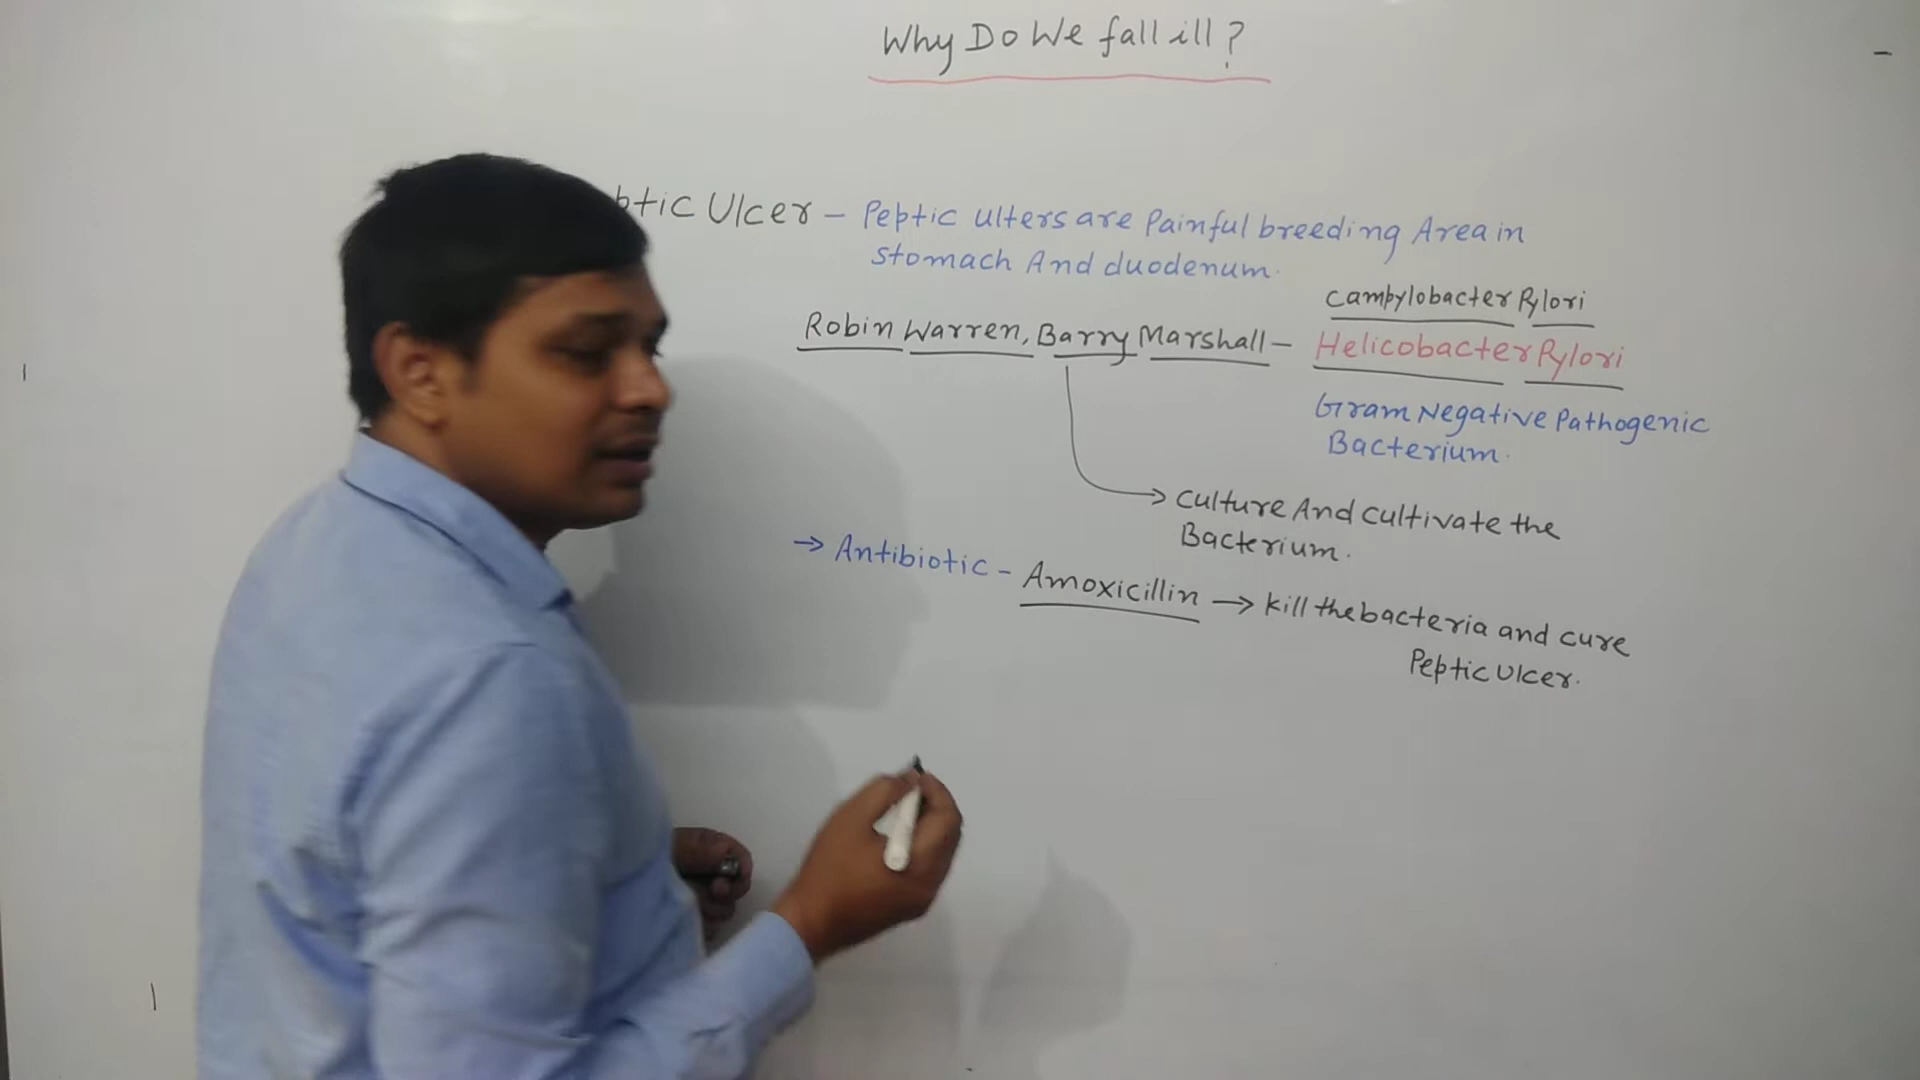 Why Do We fall ill?
ptic Ulcer - Peptic ulters are Painful breeding Area in
Stomach And duodenum.
Campylobacter Pylori
Robin Warren, Barry Marshall - Helicobacter Pylori
Gram Negative Pathogenic
Bacterium.
→ Culture And cultivate the
Bacterium.
→ Antibiotic - Amoxicillin → kill the bacteria and cure
Peptic Ulcer.